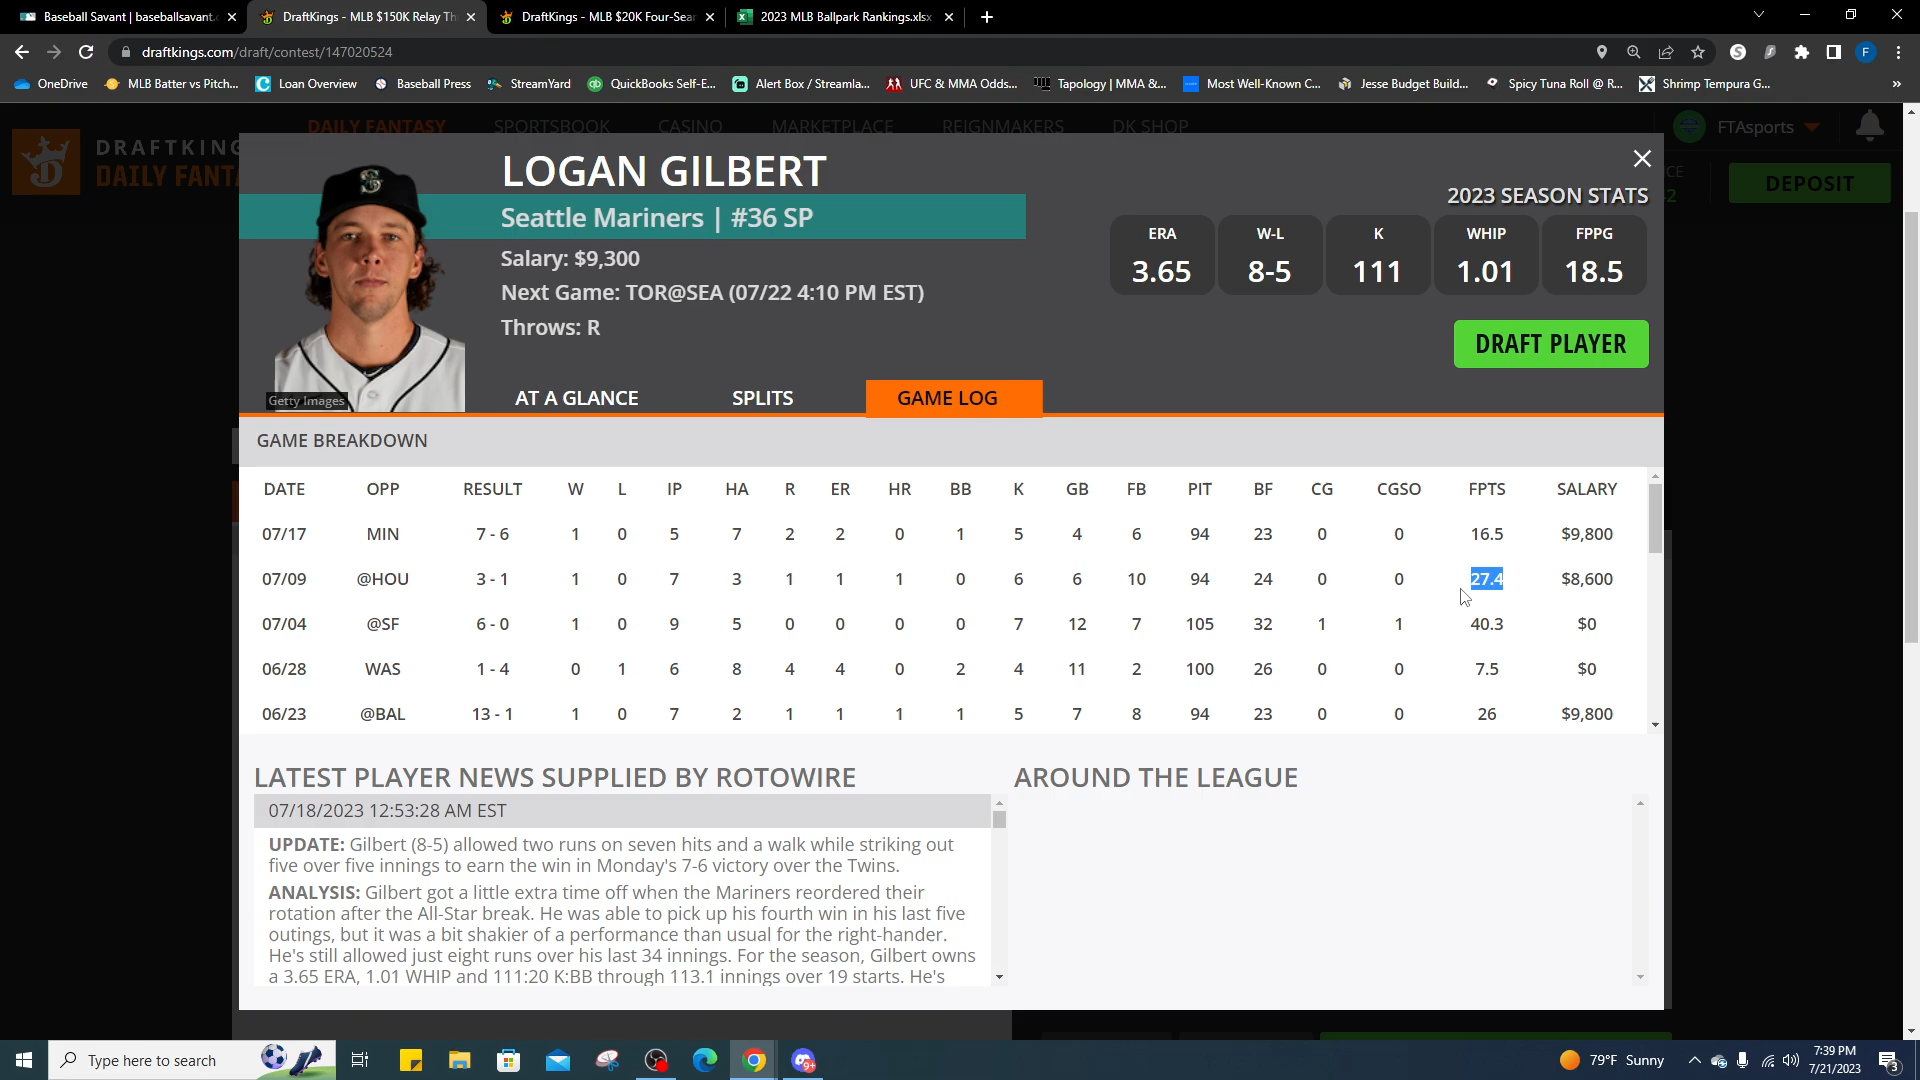 Baseball Savant | baseballsavant.
DraftKings - MLB $150K Relay Th
DraftKings - MLB $20K Four-Sea
2023 MLB Ballpark Rankings.xlsx
draftkings.com/draft/contest/147020524
F
OneDrive
MLB Batter vs Pitch...
Loan Overview
Baseball Press
StreamYard
QuickBooks Self-E...
Alert Box / Streamla...
UFC & MMA Odds...
Tapology | MMA &...
Most Well-Known C...
Jesse Budget Build...
Spicy Tuna Roll @ R...
Shrimp Tempura G...
DAILY FANTASY
SPORTSBOOK
CASINO
MARKETPLACE
REIGNMAKERS
DK SHOP
FTAsports
DRAFTKING
DAILY FANTA
DEPOSIT
LOGAN GILBERT
Seattle Mariners | #36 SP
Salary: $9,300
Next Game: TOR@SEA (07/22 4:10 PM EST)
Throws: R
S
Getty Images
2023 SEASON STATS
ERA W-L K WHIP FPPG
3.65 8-5 111 1.01 18.5
DRAFT PLAYER
AT A GLANCE SPLITS GAME LOG
GAME BREAKDOWN
DATE OPP RESULT W L IP HA R ER HR BB K GB FB PIT BF CG CGSO FPTS SALARY
07/17 MIN 7 - 6 1 0 5 7 2 2 0 1 5 4 6 94 23 0 0 16.5 $9,800
07/09 @HOU 3 - 1 1 0 7 3 1 1 1 0 6 6 10 94 24 0 0 27.4 $8,600
07/04 @SF 6 - 0 1 0 9 5 0 0 0 0 7 12 7 105 32 1 1 40.3 $0
06/28 WAS 1 - 4 0 1 6 8 4 4 0 2 4 11 2 100 26 0 0 7.5 $0
06/23 @BAL 13 - 1 1 0 7 2 1 1 1 1 5 7 8 94 23 0 0 26 $9,800
LATEST PLAYER NEWS SUPPLIED BY ROTOWIRE
07/18/2023 12:53:28 AM EST
UPDATE: Gilbert (8-5) allowed two runs on seven hits and a walk while striking out
five over five innings to earn the win in Monday's 7-6 victory over the Twins.
ANALYSIS: Gilbert got a little extra time off when the Mariners reordered their
rotation after the All-Star break. He was able to pick up his fourth win in his last five
outings, but it was a bit shakier of a performance than usual for the right-hander.
He's still allowed just eight runs over his last 34 innings. For the season, Gilbert owns
a 3.65 ERA, 1.01 WHIP and 111:20 K:BB through 113.1 innings over 19 starts. He's
AROUND THE LEAGUE
Type here to search
79°F Sunny
7:39 PM
7/21/2023
3